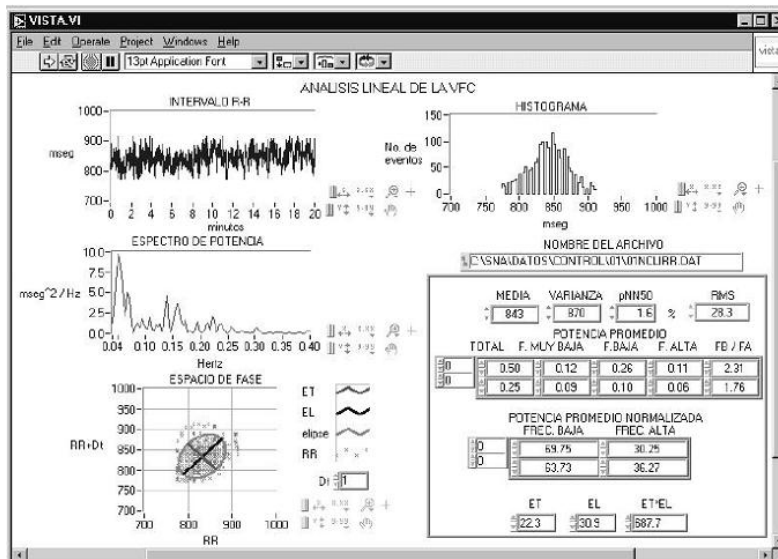 VISTA.VI
File Edit Operate Project Windows Help
13pt Application Font
vista
ANALISIS LINEAL DE LA VFC
INTERVALO R-R
1000-
900-
mseg
800-
700-
0 2 4 6 8 10 12 14 16 18 20
minutos
HISTOGRAMA
150-
100-
No. de
eventos
50-
0-
700 750 800 850 900 950 1000
mseg
ESPECTRO DE POTENCIA
10.0-
7.5-
mseg^2 / Hz
5.0-
2.5-
0.0-
0.04 0.10 0.15 0.20 0.25 0.30 0.35 0.40
Hertz
NOMBRE DEL ARCHIVO
C:\SNA\DATOS\CONTROL\01\01NCURR.DAT
MEDIA VARIANZA pNN50 RMS
843 870 1.6 % 28.3
POTENCIA PROMEDIO
TOTAL F. MUY BAJA F.BAJA F. ALTA FB / FA
0 0.50 0.12 0.26 0.11 2.31
0 0.25 0.09 0.10 0.06 1.76
POTENCIA PROMEDIO NORMALIZADA
FREC. BAJA FREC. ALTA
0 69.75 30.25
0 63.73 36.27
ET EL ET*EL
22.3 30.9 687.7
ESPACIO DE FASE
1000-
950-
900-
RR+Dt
850-
800-
750-
700-
700 800 900 1000
RR
ET
EL
elipse
RR
Dt 1